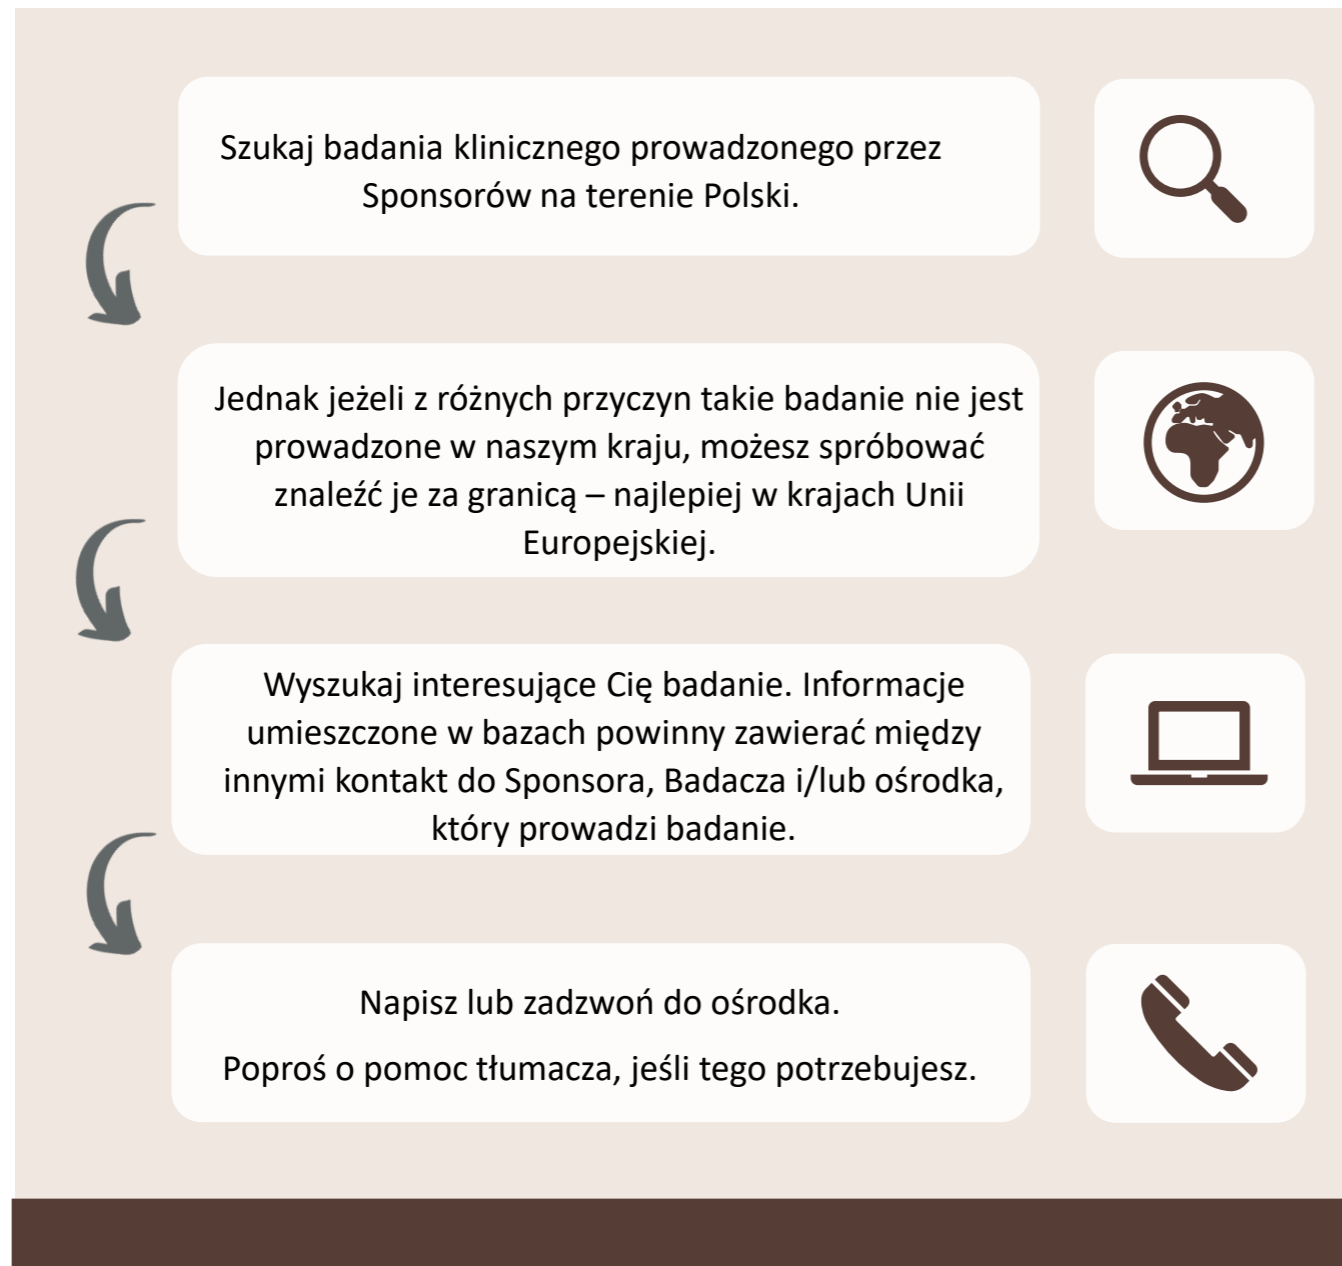 Szukaj badania klinicznego prowadzonego przez
Sponsorów na terenie Polski.
Jednak jeżeli z różnych przyczyn takie badanie nie jest
prowadzone w naszym kraju, możesz spróbować
znaleźć je za granicą – najlepiej w krajach Unii
Europejskiej.
Wyszukaj interesujące Cię badanie. Informacje
umieszczone w bazach powinny zawierać między
innymi kontakt do Sponsora, Badacza i/lub ośrodka,
który prowadzi badanie.
Napisz lub zadzwoń do ośrodka.
Poproś o pomoc tłumacza, jeśli tego potrzebujesz.